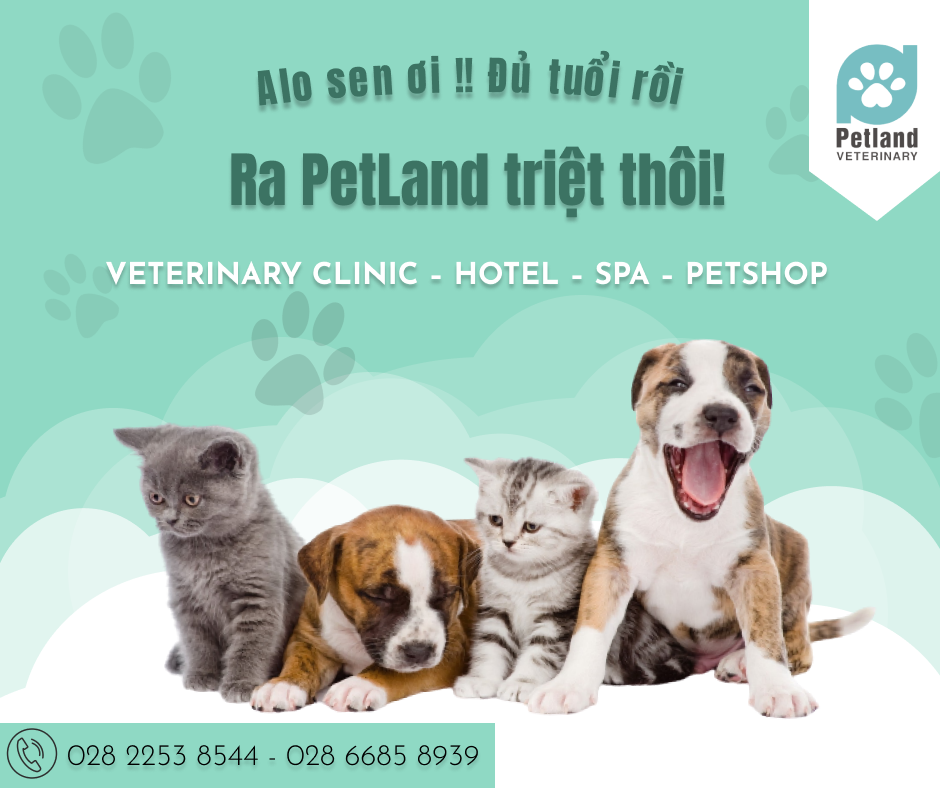 Alo sen ơi !! Đủ tuổi rồi
Ra PetLand triệt thôi!
Petland
VETERINARY
VETERINARY CLINIC – HOTEL – SPA – PETSHOP
028 2253 8544 - 028 6685 8939